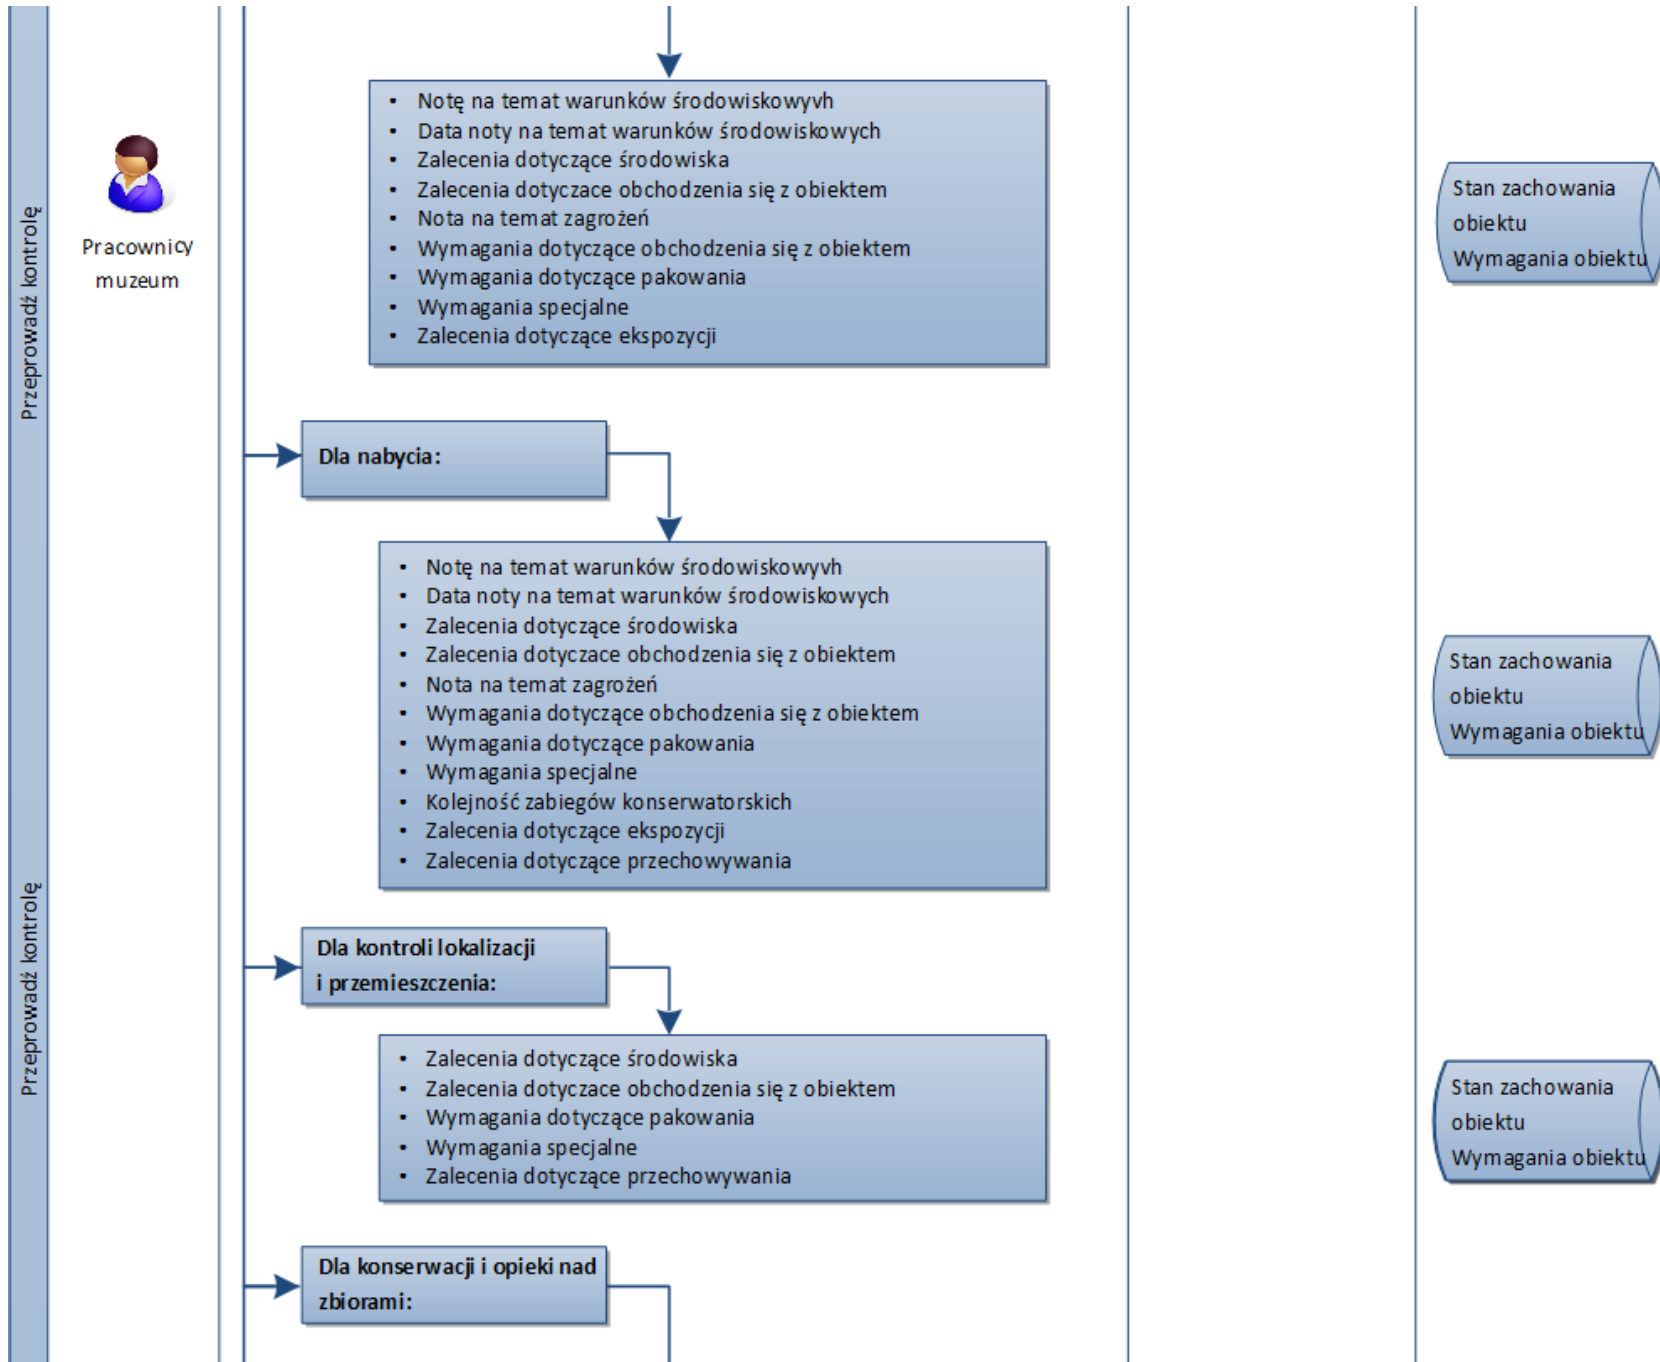 Przeprowadź kontrolę
Pracownicy
muzeum
• Notę na temat warunków środowiskowyvh
• Data noty na temat warunków środowiskowych
• Zalecenia dotyczące środowiska
• Zalecenia dotyczace obchodzenia się z obiektem
• Nota na temat zagrożeń
• Wymagania dotyczące obchodzenia się z obiektem
• Wymagania dotyczące pakowania
• Wymagania specjalne
• Zalecenia dotyczące ekspozycji
Stan zachowania
obiektu
Wymagania obiektu
Dla nabycia:
• Notę na temat warunków środowiskowyvh
• Data noty na temat warunków środowiskowych
• Zalecenia dotyczące środowiska
• Zalecenia dotyczace obchodzenia się z obiektem
• Nota na temat zagrożeń
• Wymagania dotyczące obchodzenia się z obiektem
• Wymagania dotyczące pakowania
• Wymagania specjalne
• Kolejność zabiegów konserwatorskich
• Zalecenia dotyczące ekspozycji
• Zalecenia dotyczące przechowywania
Stan zachowania
obiektu
Wymagania obiektu
Przeprowadź kontrolę
Dla kontroli lokalizacji
i przemieszczenia:
• Zalecenia dotyczące środowiska
• Zalecenia dotyczace obchodzenia się z obiektem
• Wymagania dotyczące pakowania
• Wymagania specjalne
• Zalecenia dotyczące przechowywania
Stan zachowania
obiektu
Wymagania obiektu
Dla konserwacji i opieki nad
zbiorami: